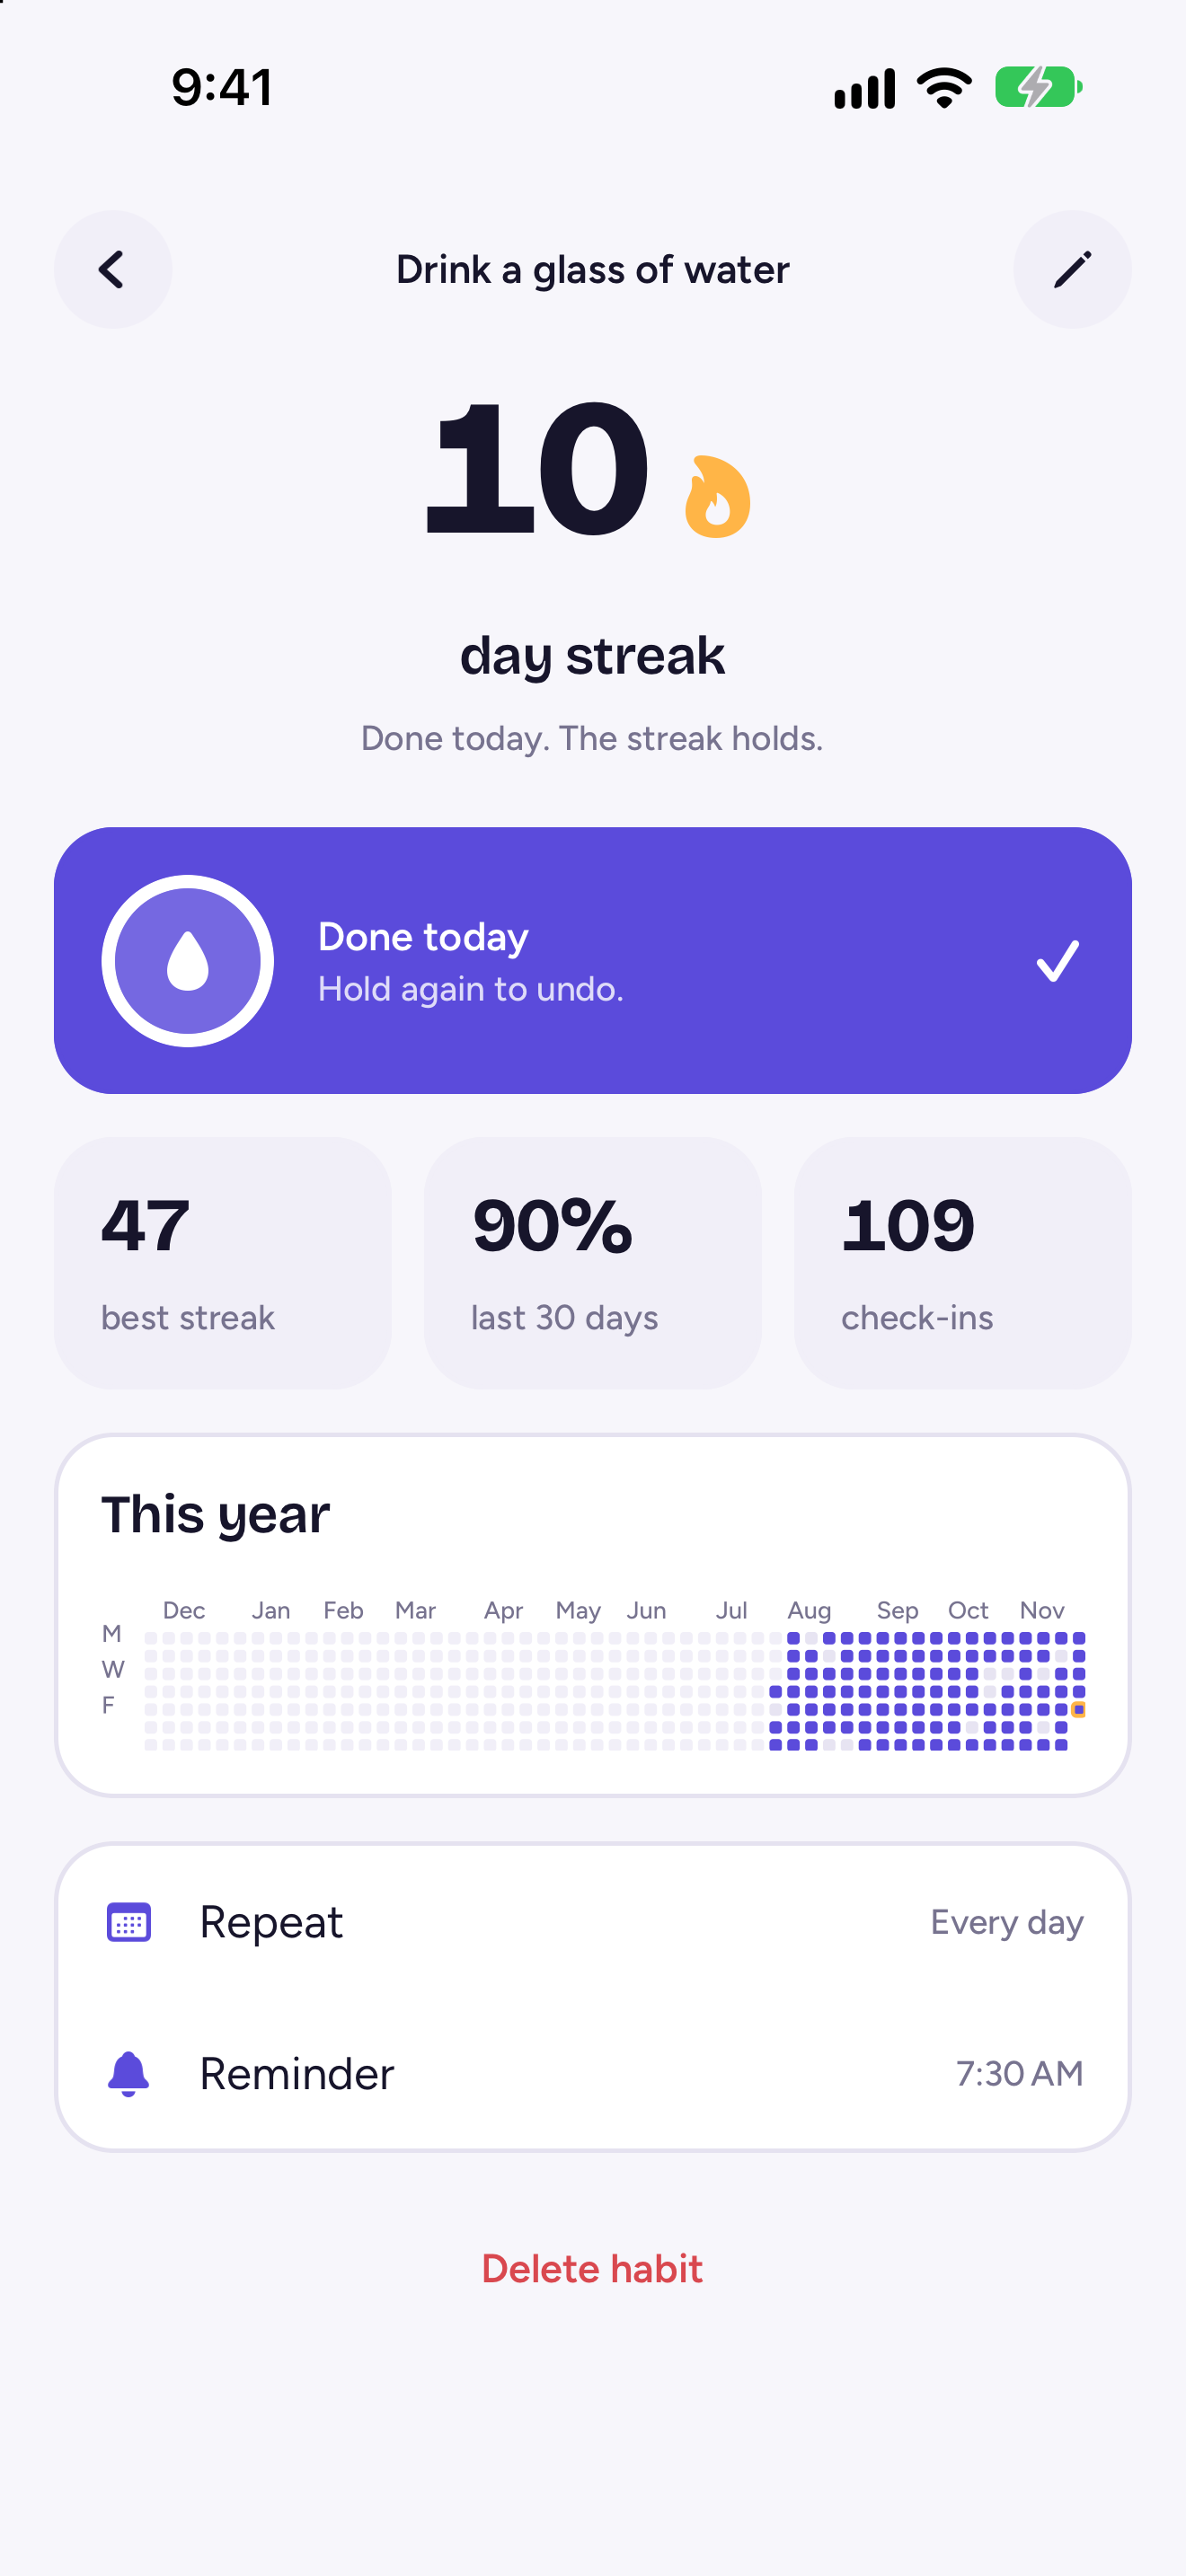 9:41
Drink a glass of water
10
day streak
Done today. The streak holds.
Done today
Hold again to undo.
47
best streak
90%
last 30 days
109
check-ins
This year
Dec Jan Feb Mar Apr May Jun Jul Aug Sep Oct Nov
M
W
F
Repeat Every day
Reminder 7:30 AM
Delete habit